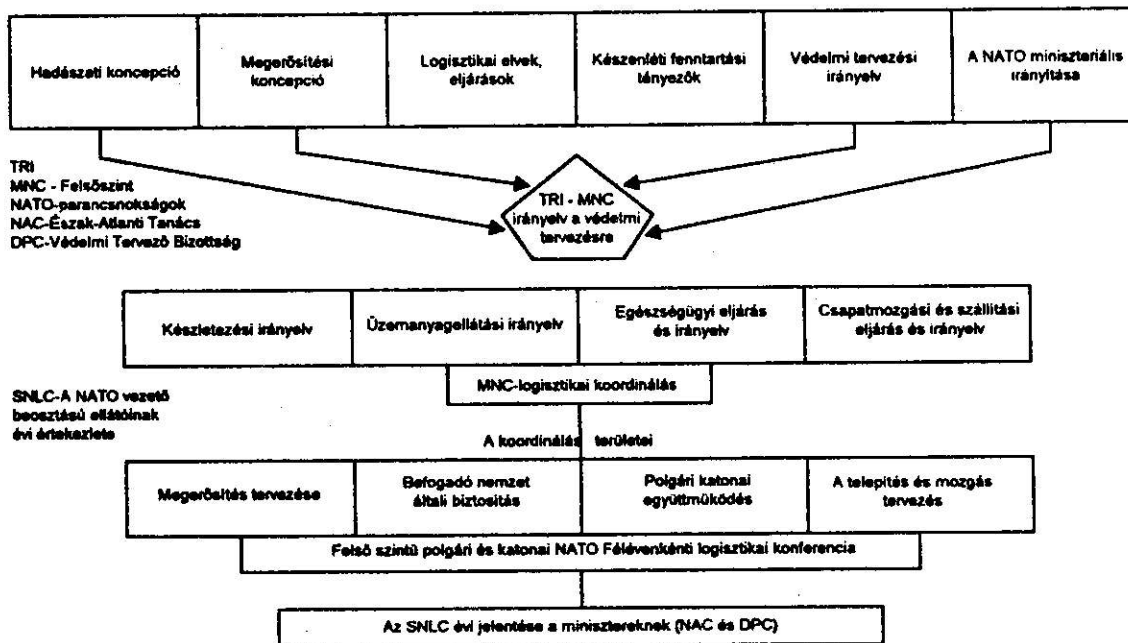 Hadászati koncepció
Megerősítési
koncepció
Logisztikai elvek,
eljárások
Készenléti fenntartási
tényezők
Védelmi tervezési
irányelv
A NATO miniszteriális
irányítása
TRI
MNC - Felsőszint
NATO-parancsnokságok
NAC-Észak-Atlanti Tanács
DPC-Védelmi Tervező Bizottság
TRI - MNC
irányelv a védelmi
tervezésre
Készletezési irányelv
Üzemanyagellátási irányelv
Egészségügyi eljárás
és irányelv
Csapatmozgási és szállítási
eljárás és irányelv
MNC-logisztikai koordinálás
SNLC-A NATO vezető
beosztású ellátóinak
évi értekezlete
A koordinálás területei
Megerősítés tervezése
Befogadó nemzet
általi biztosítás
Polgári katonai
együttműködés
A telepítés és mozgás
tervezés
Felső szintű polgári és katonai NATO Félévenkénti logisztikai konferencia
Az SNLC évi jelentése a minisztereknek (NAC és DPC)